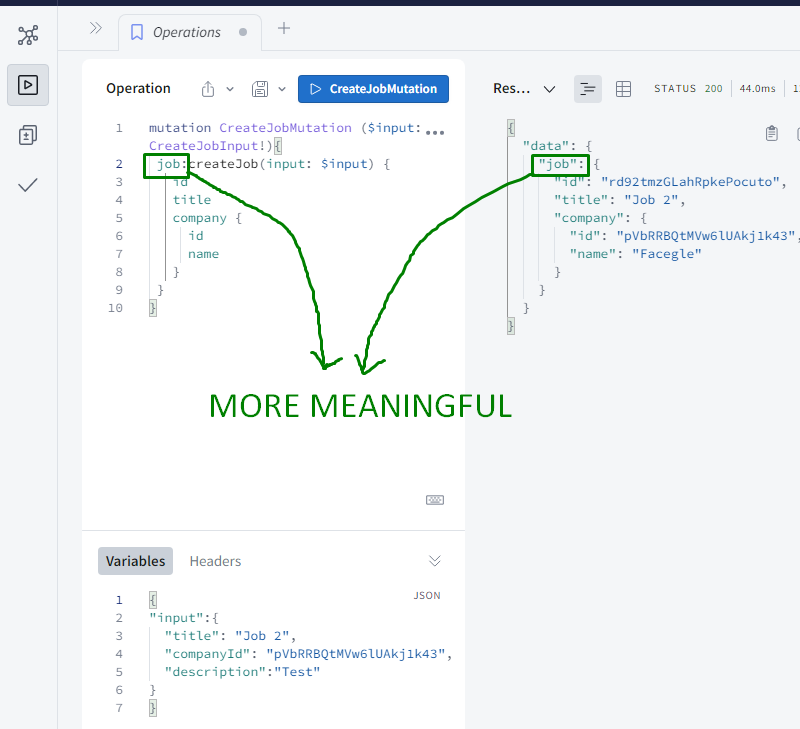 Operations
Operation
CreateJobMutation
Res...
STATUS 200
44.0ms
1 mutation CreateJobMutation ($input:
CreateJobInput!){
2 job:createJob(input: $input) {
3 id
4 title
5 company {
6 id
7 name
8 }
9 }
10 }
{
"data": {
"job": {
"id": "rd92tmzGLahRpkePocuto",
"title": "Job 2",
"company": {
"id": "pVbRRBQtMVw6lUAkj1k43",
"name": "Facegle"
}
}
}
}
MORE MEANINGFUL
Variables Headers
JSON
1 {
2 "input":{
3 "title": "Job 2",
4 "companyId": "pVbRRBQtMVw6lUAkj1k43",
5 "description":"Test"
6 }
7 }